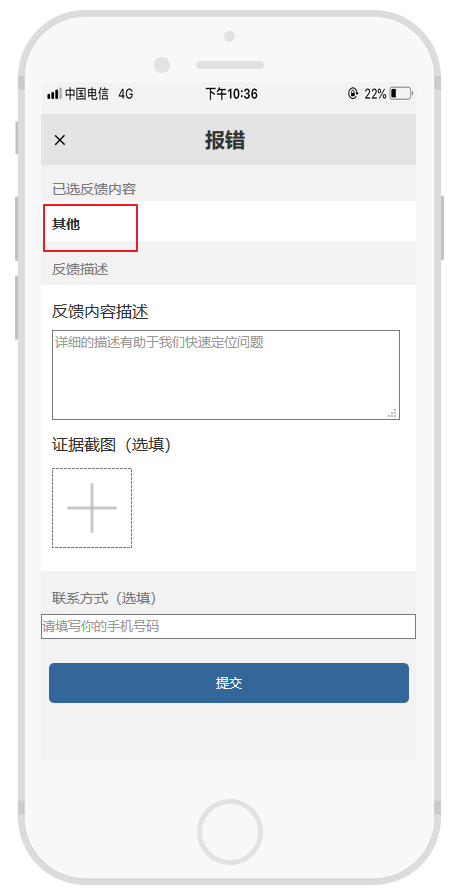 中国电信 4G 下午10:36 22%
× 报错
已选反馈内容
其他
反馈描述
反馈内容描述
详细的描述有助于我们快速定位问题
证据截图（选填）
联系方式（选填）
请填写你的手机号码
提交